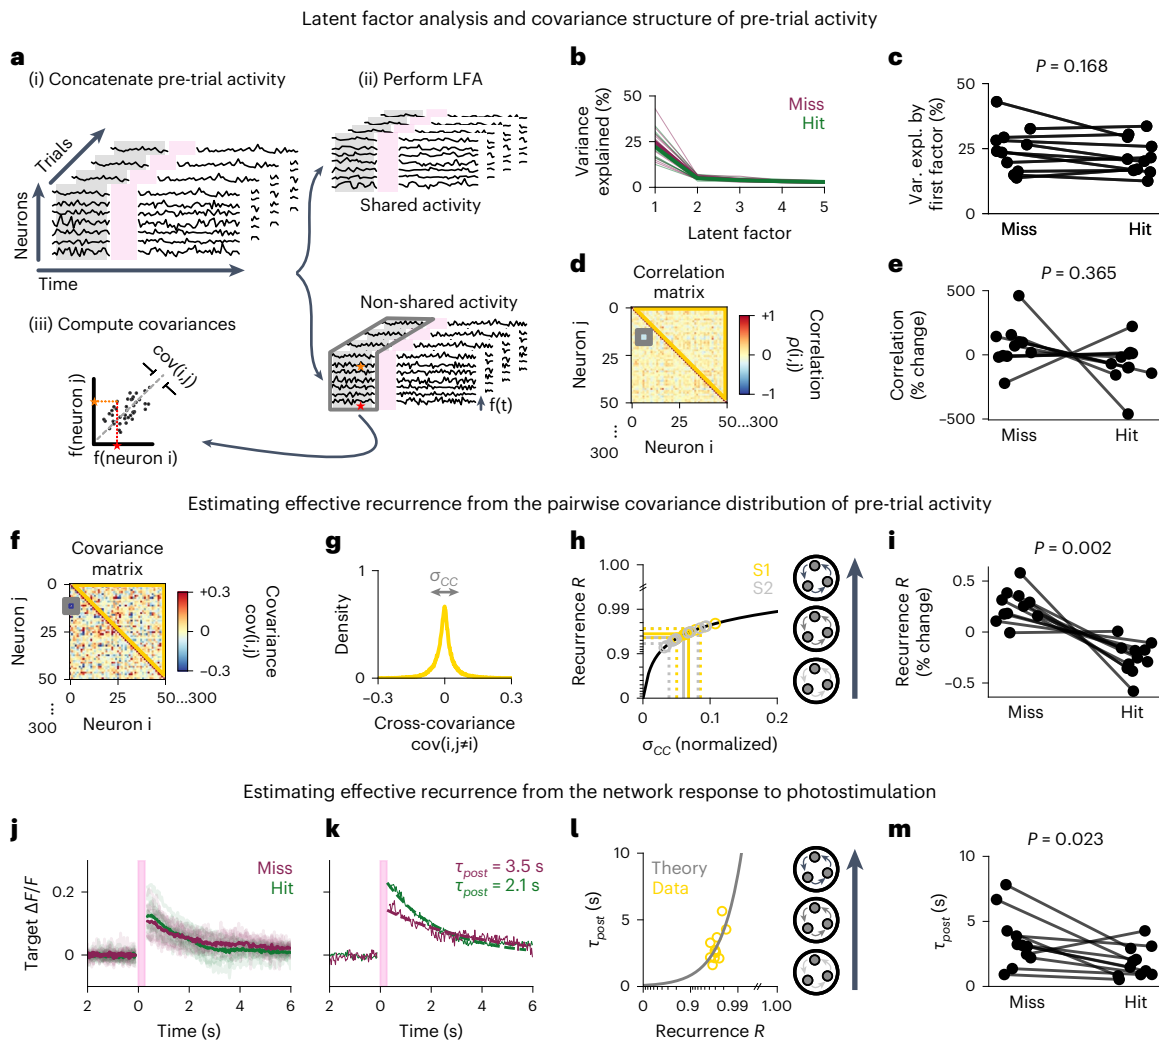 Latent factor analysis and covariance structure of pre-trial activity
a
(i) Concatenate pre-trial activity
Trials
Neurons
Time
(ii) Perform LFA
Shared activity
Non-shared activity
f(t)
(iii) Compute covariances
cov(i,j)
f(neuron j)
f(neuron i)
b
Variance
explained (%)
50
25
0
Miss
Hit
1 2 3 4 5
Latent factor
c
P = 0.168
Var. expl. by
first factor (%)
50
25
0
Miss Hit
d
Correlation
matrix
Neuron j
0
25
50
...
300
0 25 50...300
Neuron i
+1
0
−1
Correlation
ρ(i,j)
e
P = 0.365
Correlation
(% change)
500
0
−500
Miss Hit
Estimating effective recurrence from the pairwise covariance distribution of pre-trial activity
f
Covariance
matrix
Neuron j
0
25
50
...
300
0 25 50...300
Neuron i
+0.3
0
−0.3
Covariance
cov(i,j)
g
σCC
Density
1
0
−0.3 0 0.3
Cross-covariance
cov(i,j≠i)
h
Recurrence R
1.00
0.99
0.9
0
S1
S2
0 0.1 0.2
σCC (normalized)
i
P = 0.002
Recurrence R
(% change)
0.5
0
−0.5
Miss Hit
Estimating effective recurrence from the network response to photostimulation
j
Target ΔF/F
0.2
0
Miss
Hit
2 0 2 4 6
Time (s)
k
τpost = 3.5 s
τpost = 2.1 s
2 0 2 4 6
Time (s)
l
τpost (s)
10
5
0
Theory
Data
0 0.9 0.99 1.00
Recurrence R
m
P = 0.023
τpost (s)
10
5
0
Miss Hit